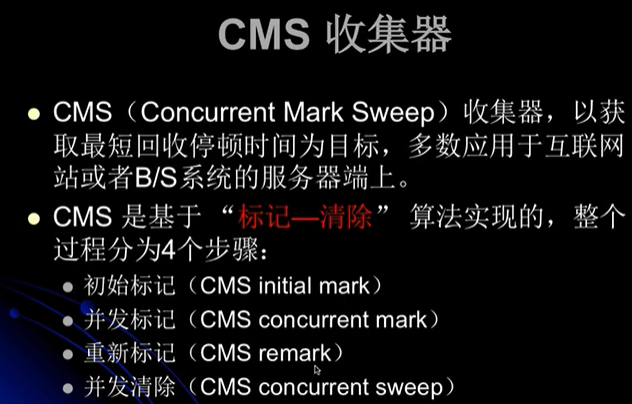 CMS 收集器
CMS（Concurrent Mark Sweep）收集器，以获
取最短回收停顿时间为目标，多数应用于互联网
站或者B/S系统的服务器端上。
CMS 是基于 “标记—清除” 算法实现的，整个
过程分为4个步骤：
初始标记（CMS initial mark）
并发标记（CMS concurrent mark）
重新标记（CMS remark）
并发清除（CMS concurrent sweep）